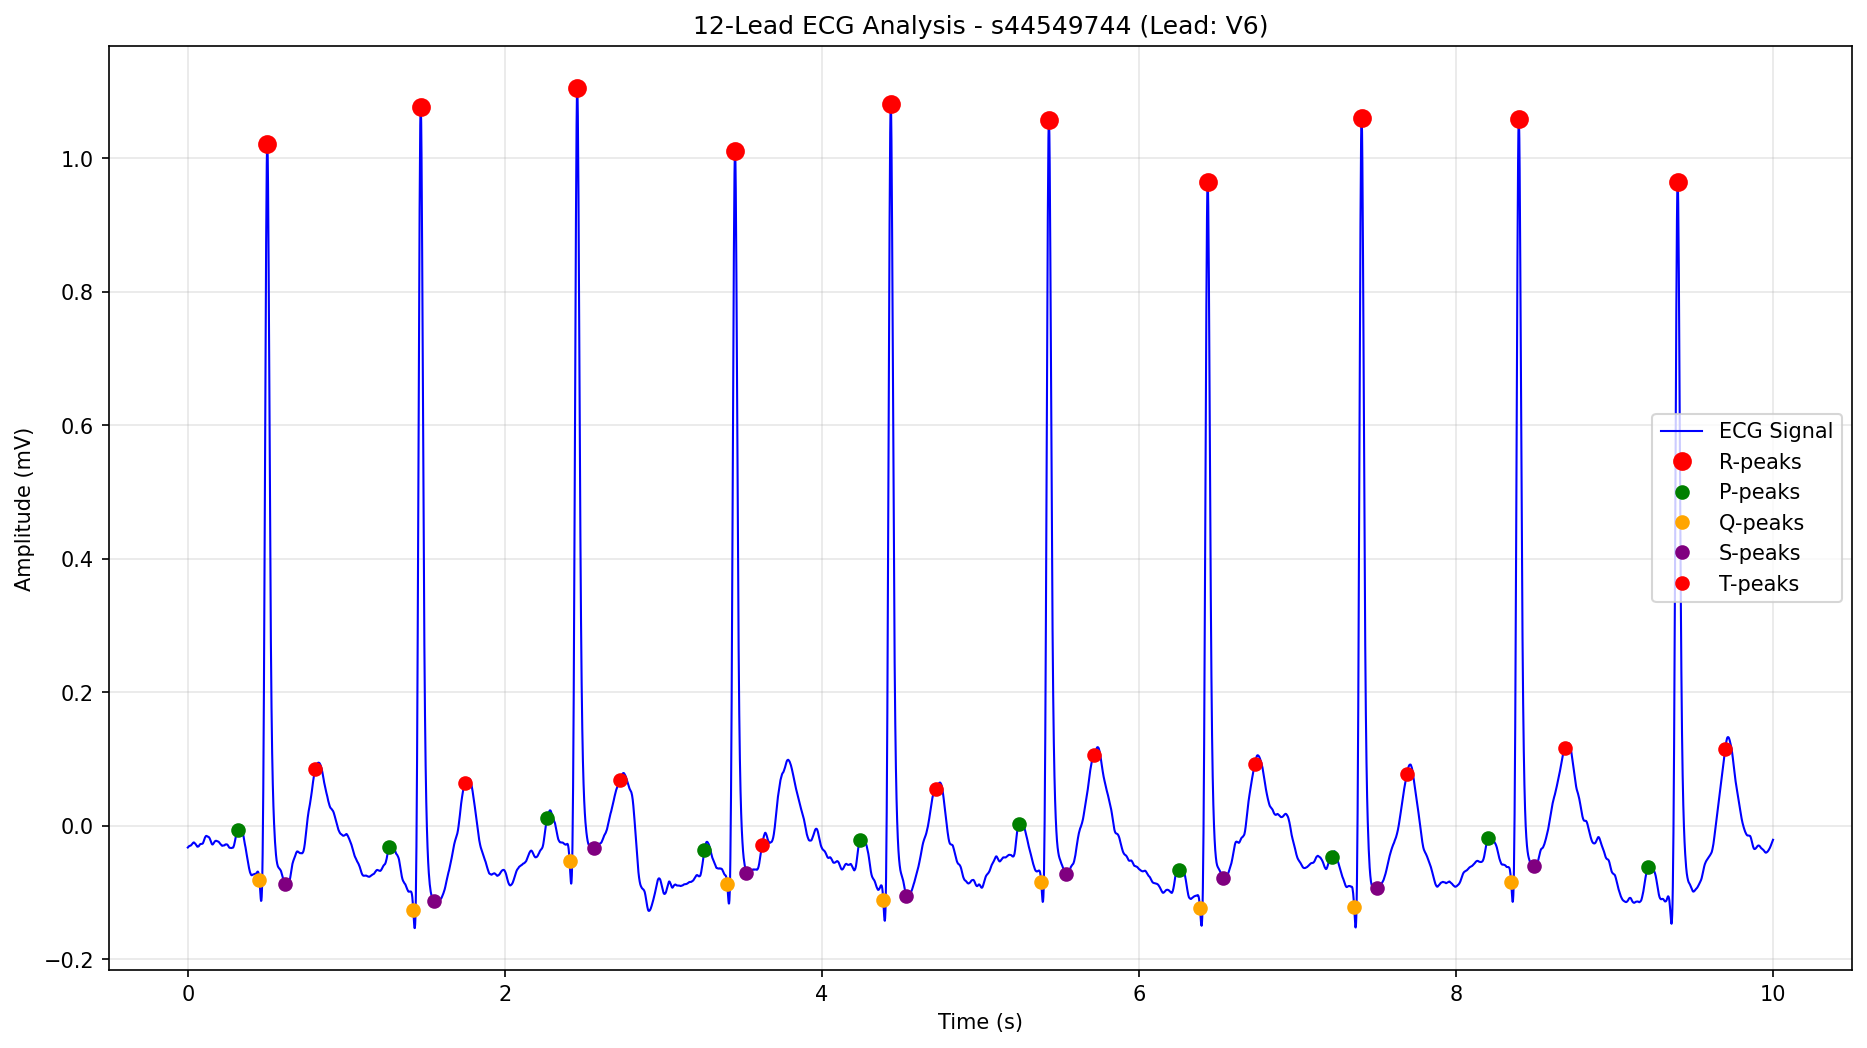 12-Lead ECG Analysis - s44549744 (Lead: V6)
Amplitude (mV)
1.0
0.8
0.6
0.4
0.2
0.0
−0.2
ECG Signal
R-peaks
P-peaks
Q-peaks
S-peaks
T-peaks
0 2 4 6 8 10
Time (s)